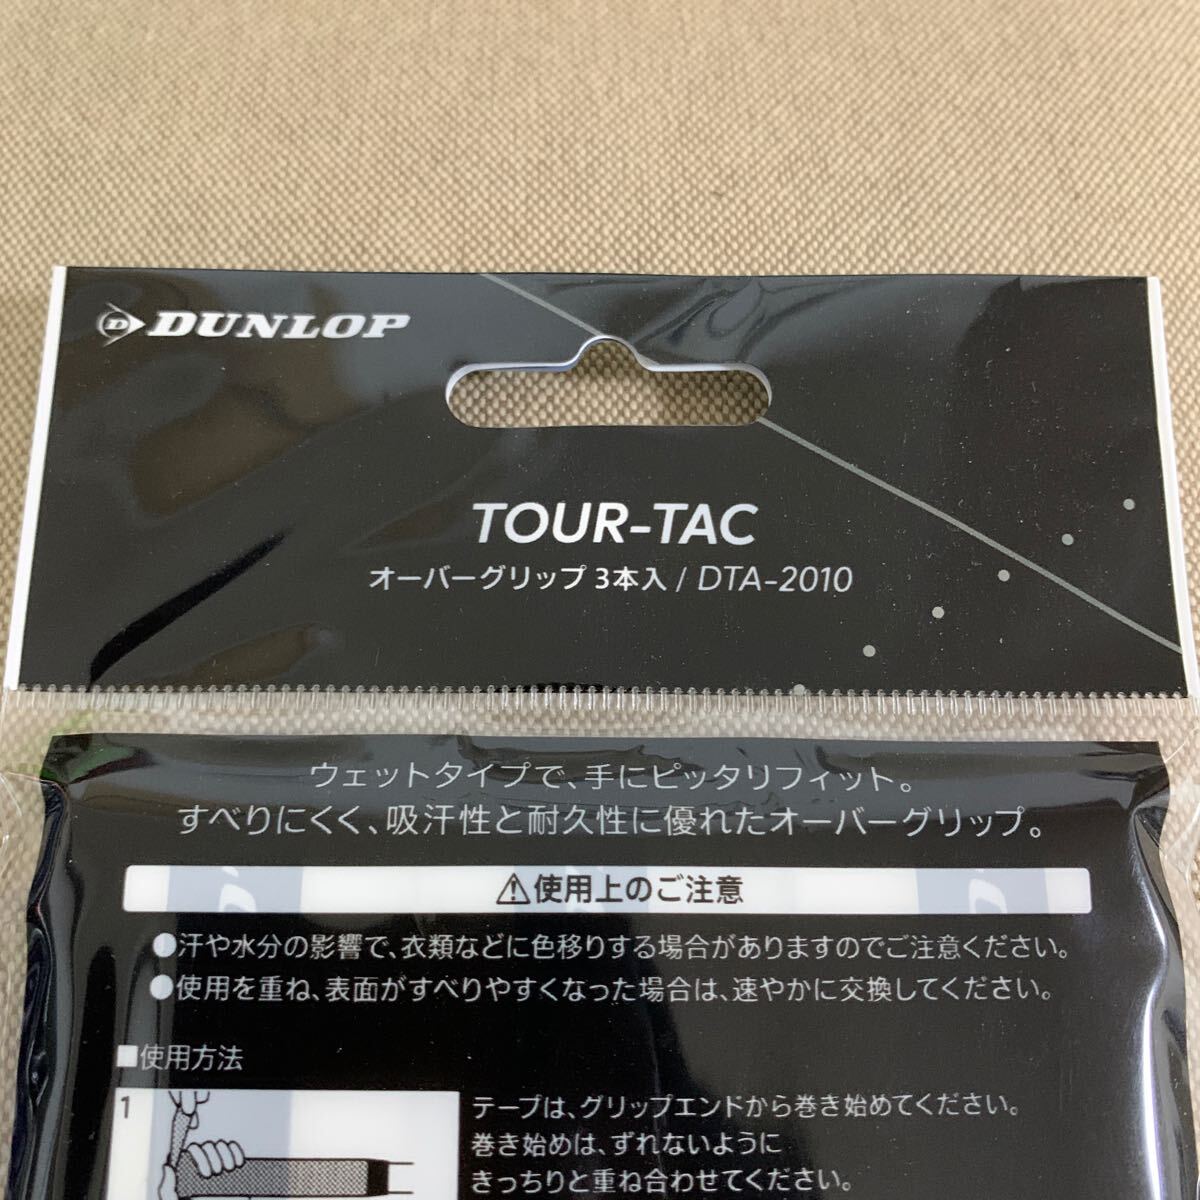 DUNLOP
TOUR-TAC
オーバーグリップ 3本入 / DTA-2010
ウェットタイプで、手にピッタリフィット。
すべりにくく、吸汗性と耐久性に優れたオーバーグリップ。
⚠使用上のご注意
●汗や水分の影響で、衣類などに色移りする場合がありますのでご注意ください。
●使用を重ね、表面がすべりやすくなった場合は、速やかに交換してください。
■使用方法
1
テープは、グリップエンドから巻き始めてください。
巻き始めは、ずれないように
きっちりと重ね合わせてください。